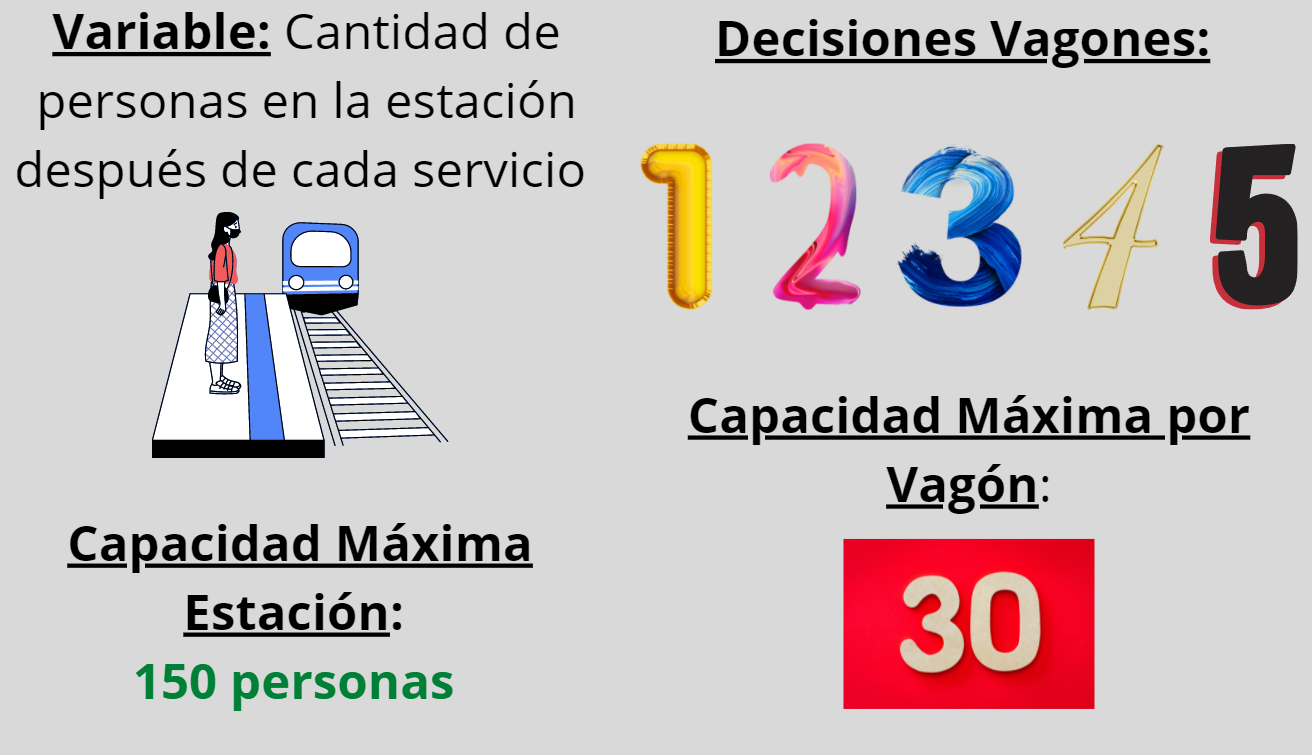 Variable: Cantidad de
personas en la estación
después de cada servicio
Capacidad Máxima
Estación:
150 personas
Decisiones Vagones:
1 2 3 4 5
Capacidad Máxima por
Vagón:
30